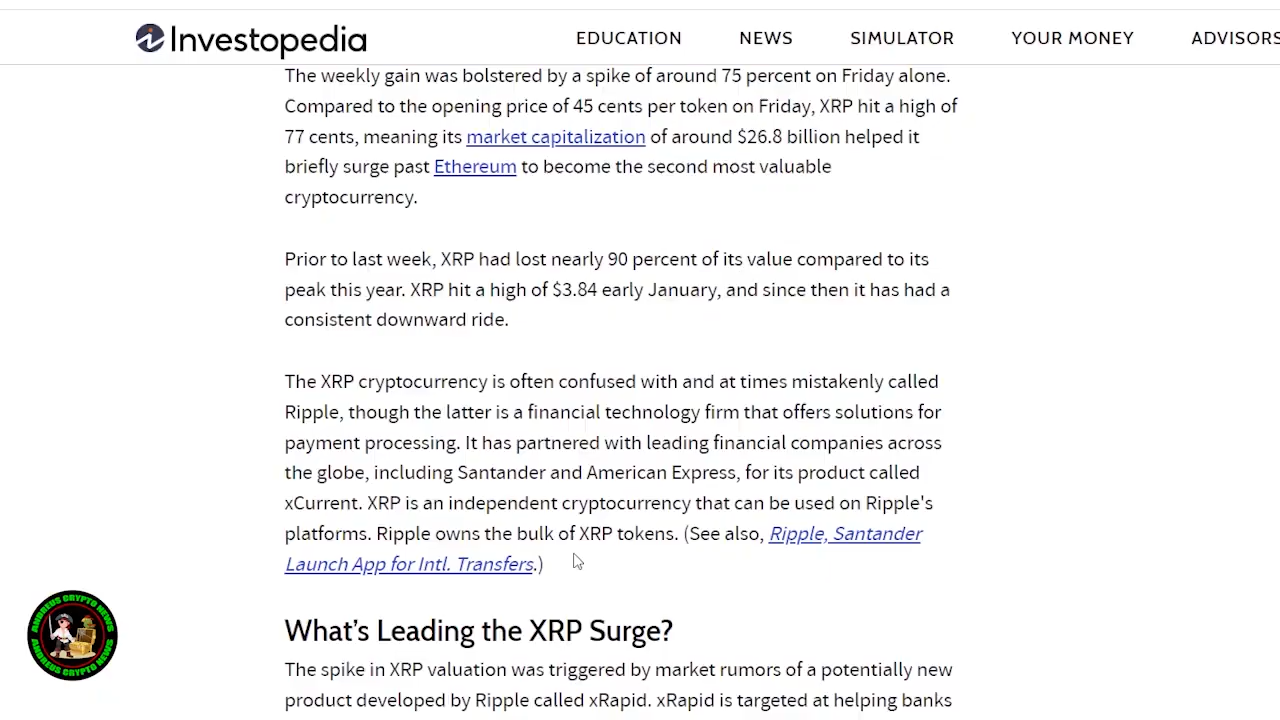 Investopedia
EDUCATION NEWS SIMULATOR YOUR MONEY ADVISORS
The weekly gain was bolstered by a spike of around 75 percent on Friday alone.
Compared to the opening price of 45 cents per token on Friday, XRP hit a high of
77 cents, meaning its market capitalization of around $26.8 billion helped it
briefly surge past Ethereum to become the second most valuable
cryptocurrency.
Prior to last week, XRP had lost nearly 90 percent of its value compared to its
peak this year. XRP hit a high of $3.84 early January, and since then it has had a
consistent downward ride.
The XRP cryptocurrency is often confused with and at times mistakenly called
Ripple, though the latter is a financial technology firm that offers solutions for
payment processing. It has partnered with leading financial companies across
the globe, including Santander and American Express, for its product called
xCurrent. XRP is an independent cryptocurrency that can be used on Ripple's
platforms. Ripple owns the bulk of XRP tokens. (See also, Ripple, Santander
Launch App for Intl. Transfers.)
What’s Leading the XRP Surge?
The spike in XRP valuation was triggered by market rumors of a potentially new
product developed by Ripple called xRapid. xRapid is targeted at helping banks
ANDREUS CRYPTO NEWS
ANDREUS CRYPTO NEWS